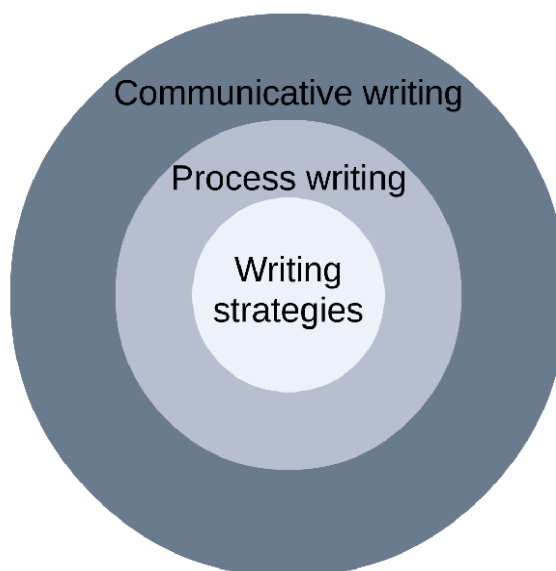 Communicative writing
Process writing
Writing
strategies